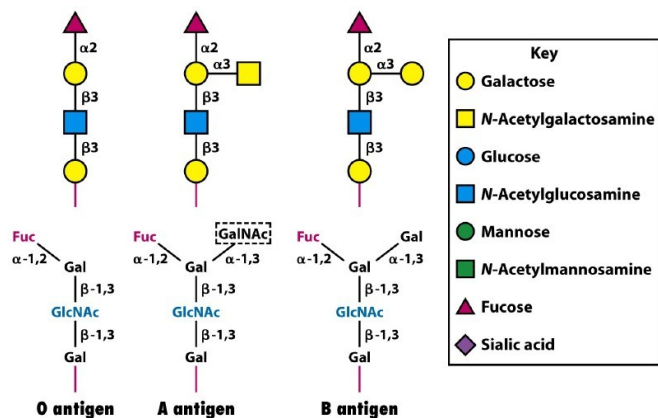 α2
β3
β3
α2
α3
β3
β3
α2
α3
β3
β3
Key
Galactose
N-Acetylgalactosamine
Glucose
N-Acetylglucosamine
Mannose
N-Acetylmannosamine
Fucose
Sialic acid
Fuc
α-1,2
Gal
β-1,3
GlcNAc
β-1,3
Gal
O antigen
Fuc
GalNAc
α-1,2
α-1,3
Gal
β-1,3
GlcNAc
β-1,3
Gal
A antigen
Fuc
Gal
α-1,2
α-1,3
Gal
β-1,3
GlcNAc
β-1,3
Gal
B antigen